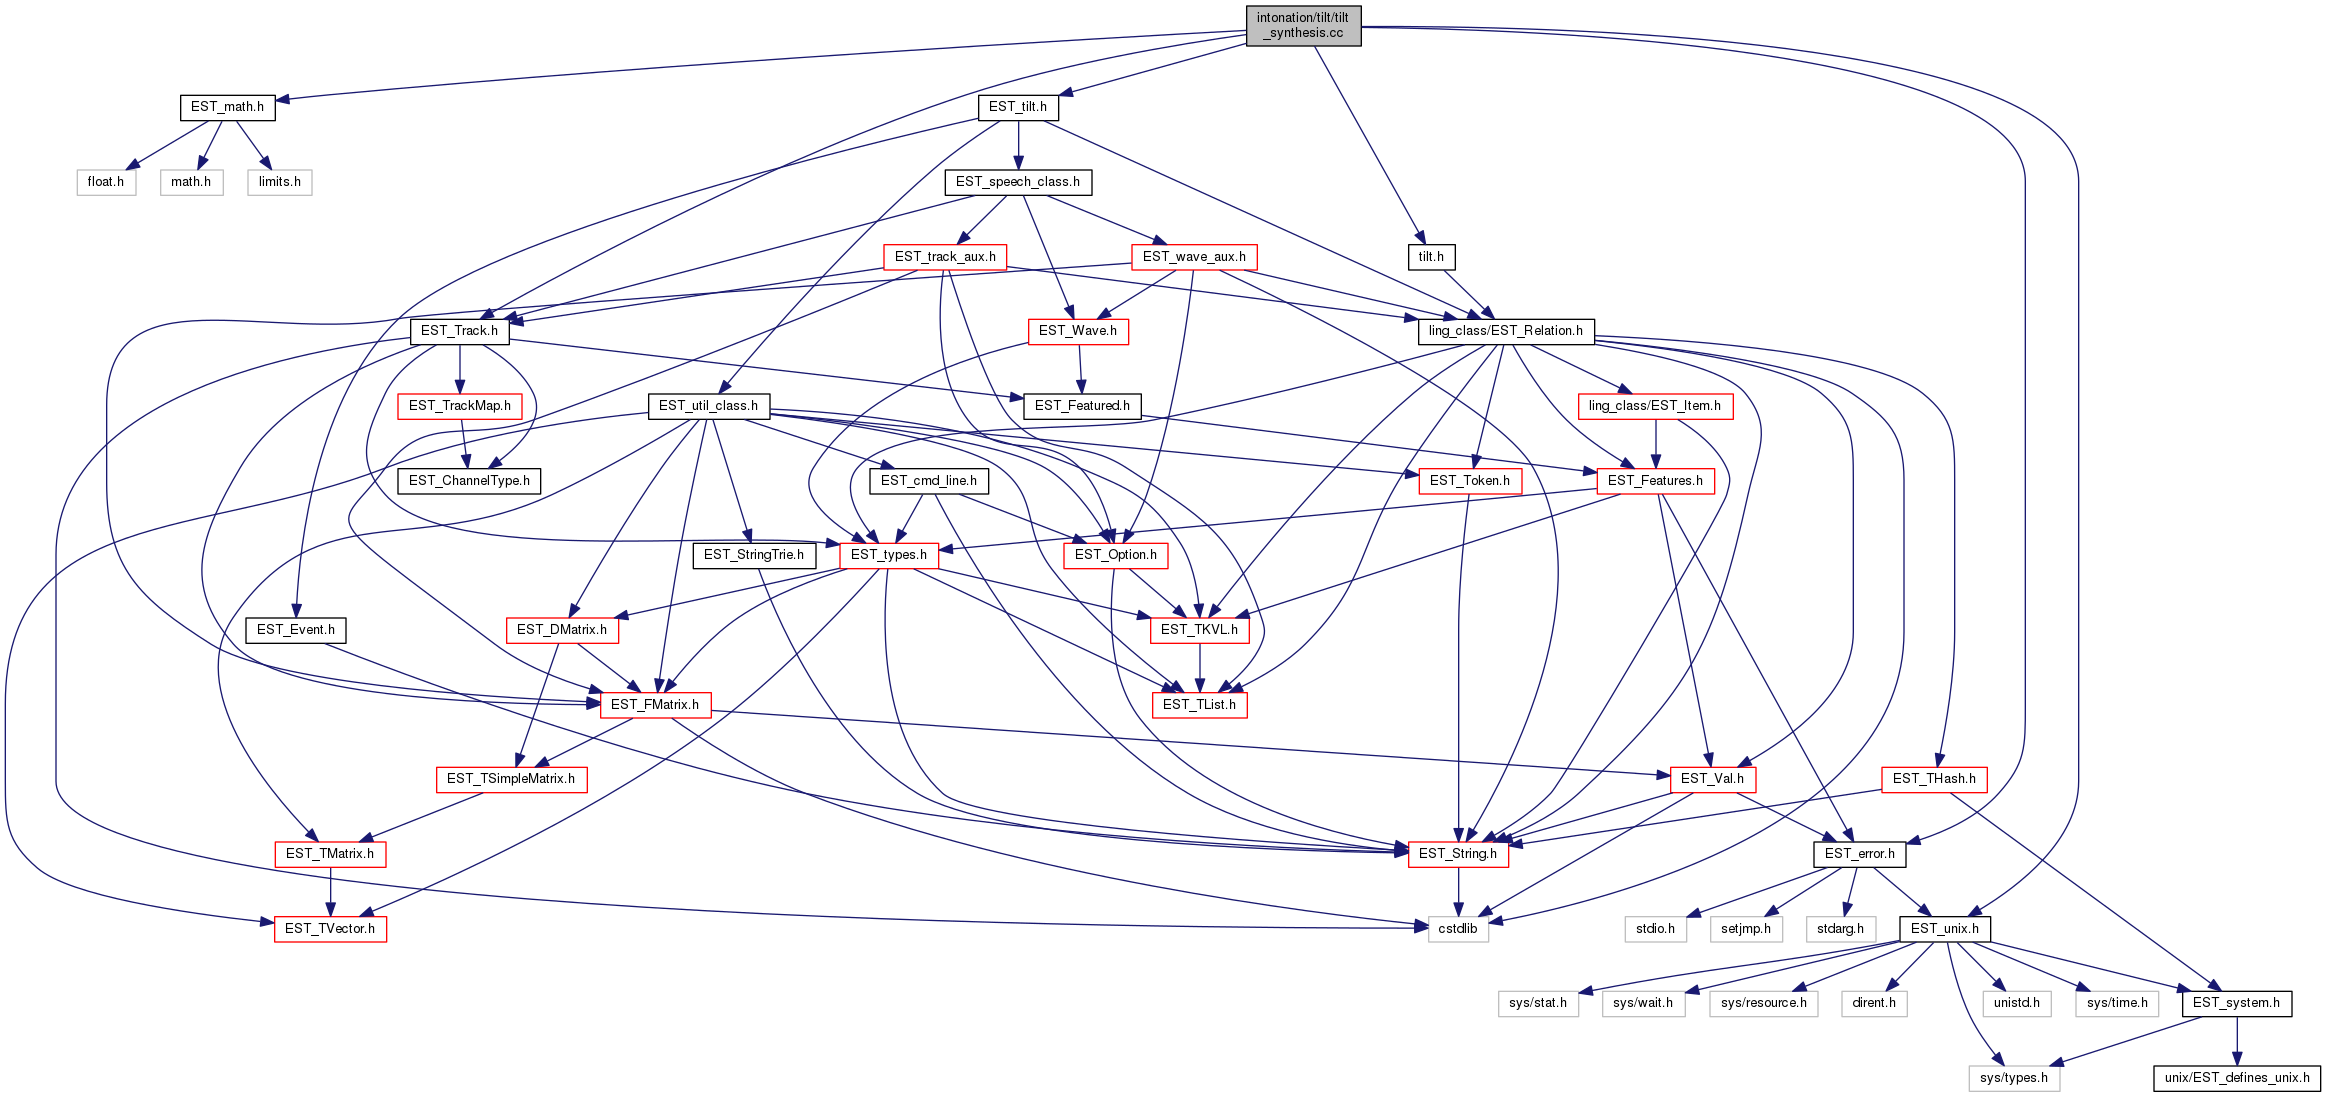 intonation/tilt/tilt
_synthesis.cc
EST_math.h
EST_tilt.h
float.h
math.h
limits.h
EST_speech_class.h
EST_track_aux.h
EST_wave_aux.h
tilt.h
EST_Track.h
EST_Wave.h
ling_class/EST_Relation.h
EST_TrackMap.h
EST_util_class.h
EST_Featured.h
ling_class/EST_Item.h
EST_ChannelType.h
EST_cmd_line.h
EST_Token.h
EST_Features.h
EST_StringTrie.h
EST_types.h
EST_Option.h
EST_Event.h
EST_DMatrix.h
EST_TKVL.h
EST_FMatrix.h
EST_TList.h
EST_TSimpleMatrix.h
EST_Val.h
EST_THash.h
EST_TMatrix.h
EST_String.h
EST_error.h
EST_TVector.h
cstdlib
stdio.h
setjmp.h
stdarg.h
EST_unix.h
sys/stat.h
sys/wait.h
sys/resource.h
dirent.h
unistd.h
sys/time.h
EST_system.h
sys/types.h
unix/EST_defines_unix.h